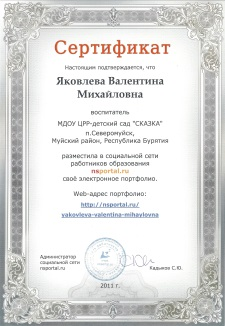 Сертификат
Настоящим подтверждается, что
Яковлева Валентина
Михайловна
воспитатель
МДОУ ЦРР-детский сад "СКАЗКА"
п.Северомуйск,
Муйский район, Республика Бурятия
разместила в социальной сети
работников образования
nsportal.ru
своё электронное портфолио.
Web-адрес портфолио:
http://nsportal.ru/
yakovleva-valentina-mihaylovna
Администратор
социальной сети
nsportal.ru
Кадыков С.Ю.
2011 г.